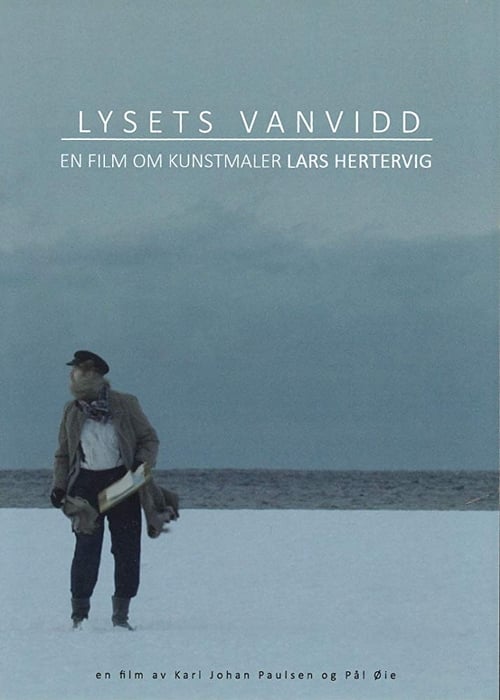 LYSETS VANVIDD
EN FILM OM KUNSTMALER LARS HERTERVIG
en film av Karl Johan Paulsen og Pål Øie